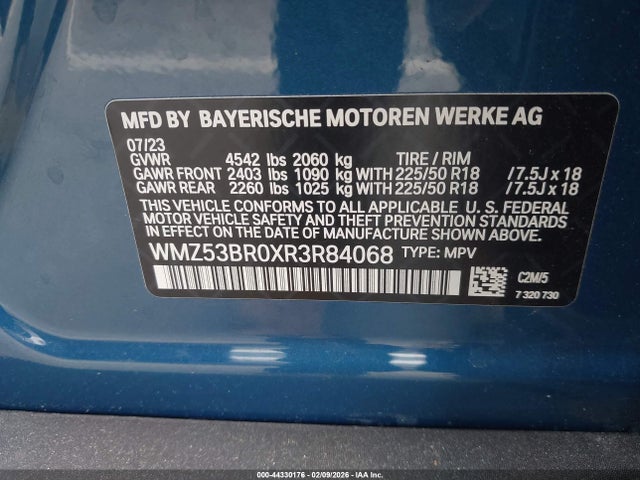 MFD BY BAYERISCHE MOTOREN WERKE AG
07/23
GVWR 4542 lbs 2060 kg TIRE / RIM
GAWR FRONT 2403 lbs 1090 kg WITH 225/50 R18 /7.5J x 18
GAWR REAR 2260 lbs 1025 kg WITH 225/50 R18 /7.5J x 18
THIS VEHICLE CONFORMS TO ALL APPLICABLE U. S. FEDERAL
MOTOR VEHICLE SAFETY AND THEFT PREVENTION STANDARDS
IN EFFECT ON THE DATE OF MANUFACTURE SHOWN ABOVE.
WMZ53BR0XR3R84068 TYPE: MPV
C2M/5
7 320 730
000-44330176 - 02/09/2026 - IAA Inc.